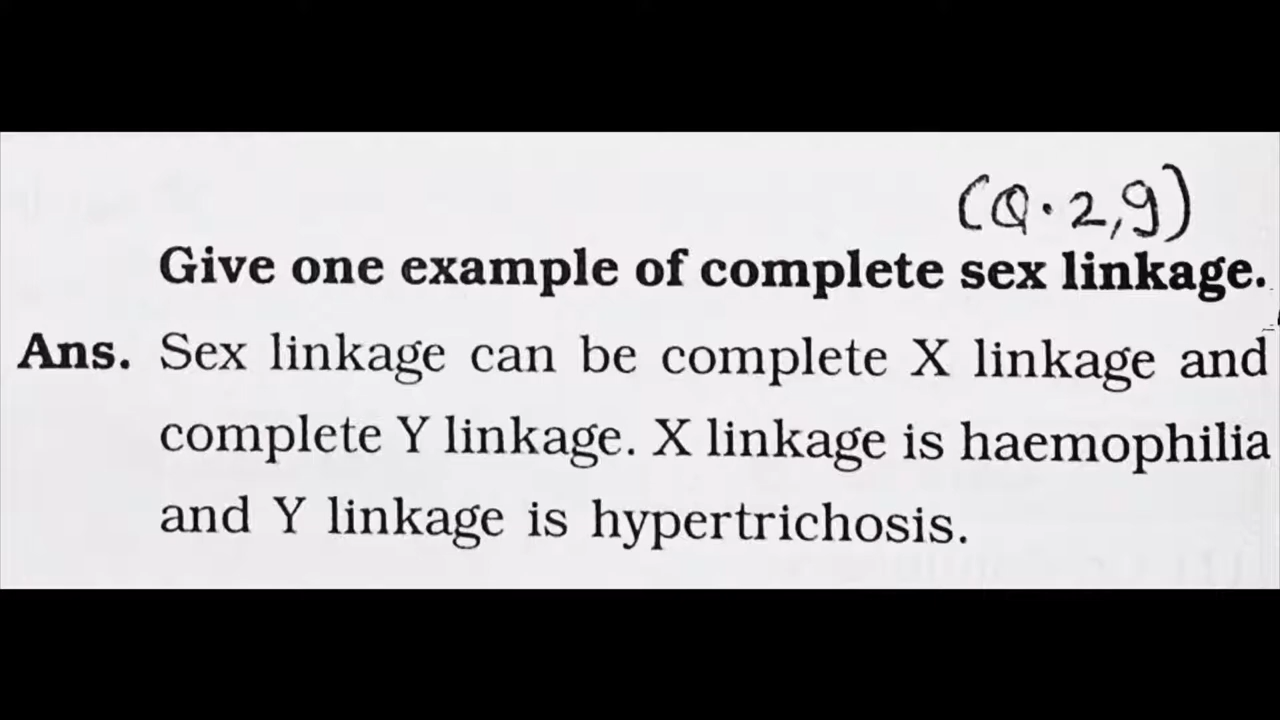 (Q.2,9)
Give one example of complete sex linkage.
Ans. Sex linkage can be complete X linkage and
complete Y linkage. X linkage is haemophilia
and Y linkage is hypertrichosis.